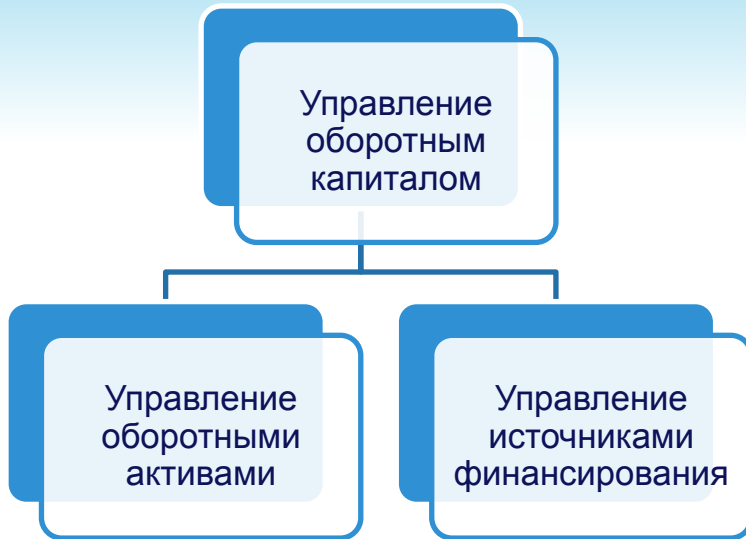 Управление
оборотным
капиталом
Управление
оборотными
активами
Управление
источниками
финансирования